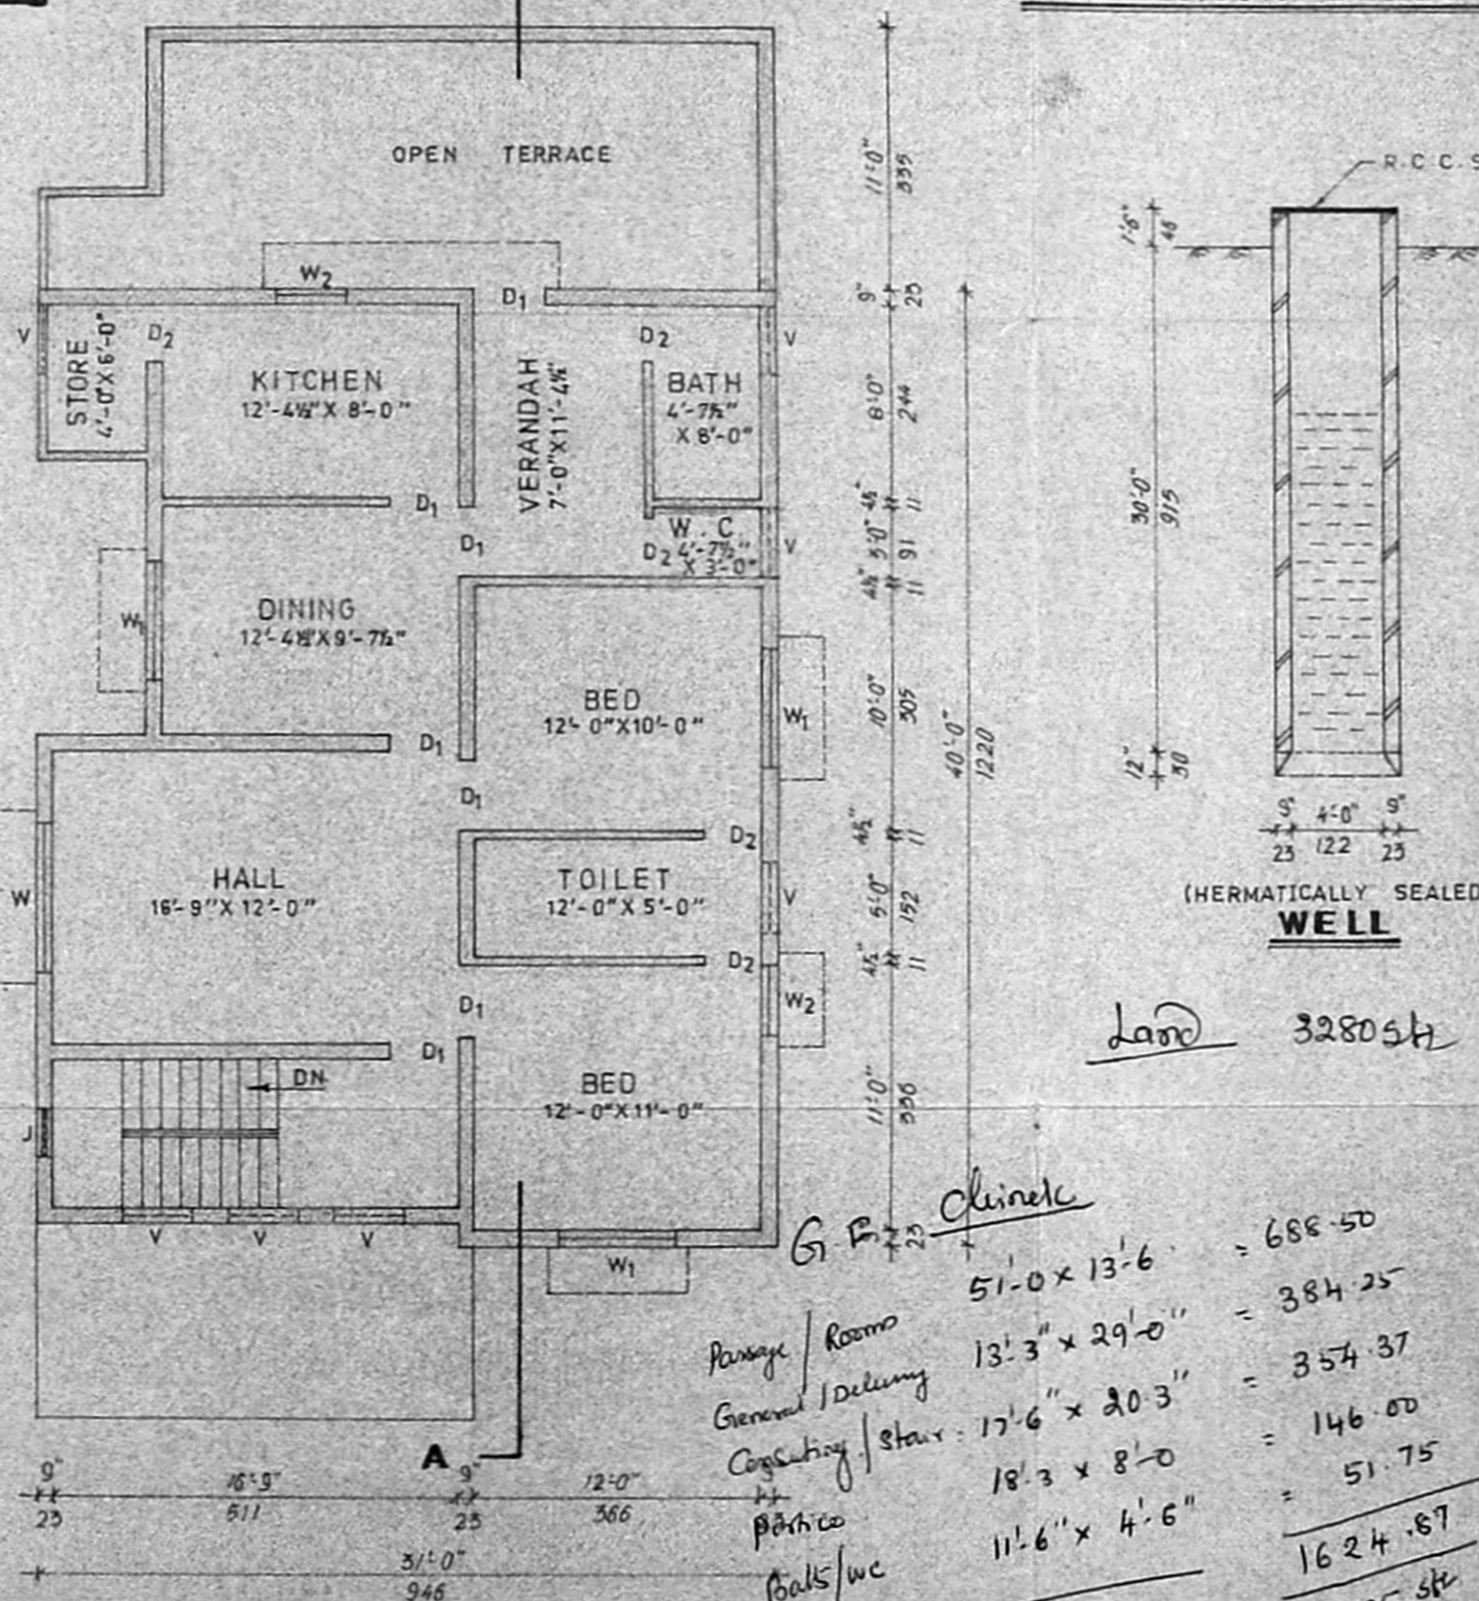 OPEN TERRACE
11'-0"
335
W2
D1
9"
23
V
STORE
4'-0"X6'-0"
D2
KITCHEN
12'-4½"X 8'-0"
VERANDAH
7'-0"X11'-4½"
D2
BATH
4'-7½"
X 8'-0"
V
8'-0"
244
D1
4½"
11
D1
W.C
D2 4'-7½"
X 3'-0"
V
3'-0"
91
4½"
11
W1
DINING
12'-4½"X9'-7½"
BED
12'-0"X10'-0"
W1
10'-0"
305
40'-0"
1220
D1
D1
D2
4½"
11
W
HALL
16'-9"X 12'-0"
TOILET
12'-0"X 5'-0"
V
5'-0"
152
D2
4½"
11
D1
W2
D1
DN
BED
12'-0"X11'-0"
11'-0"
336
J
V
V
V
W1
23
A
9"
16'-9"
9"
12'-0"
23
511
23
366
31'-0"
946
R.C.C.S
1'-6"
46
30'-0"
915
12"
30
9"
4'-0"
9"
23
122
23
(HERMATICALLY SEALED
WELL
Land 3280 sft
G.F.
51'-0 x 13'-6 = 688.50
Passage / Rooms
13'-3" x 29'-0" = 384.25
General /
17'-6" x 20.3" = 354.37
/ Stair
18'-3 x 8'-0 = 146.00
Portico
11'-6" x 4'-6" = 51.75
Bath/wc
1624.87
sft